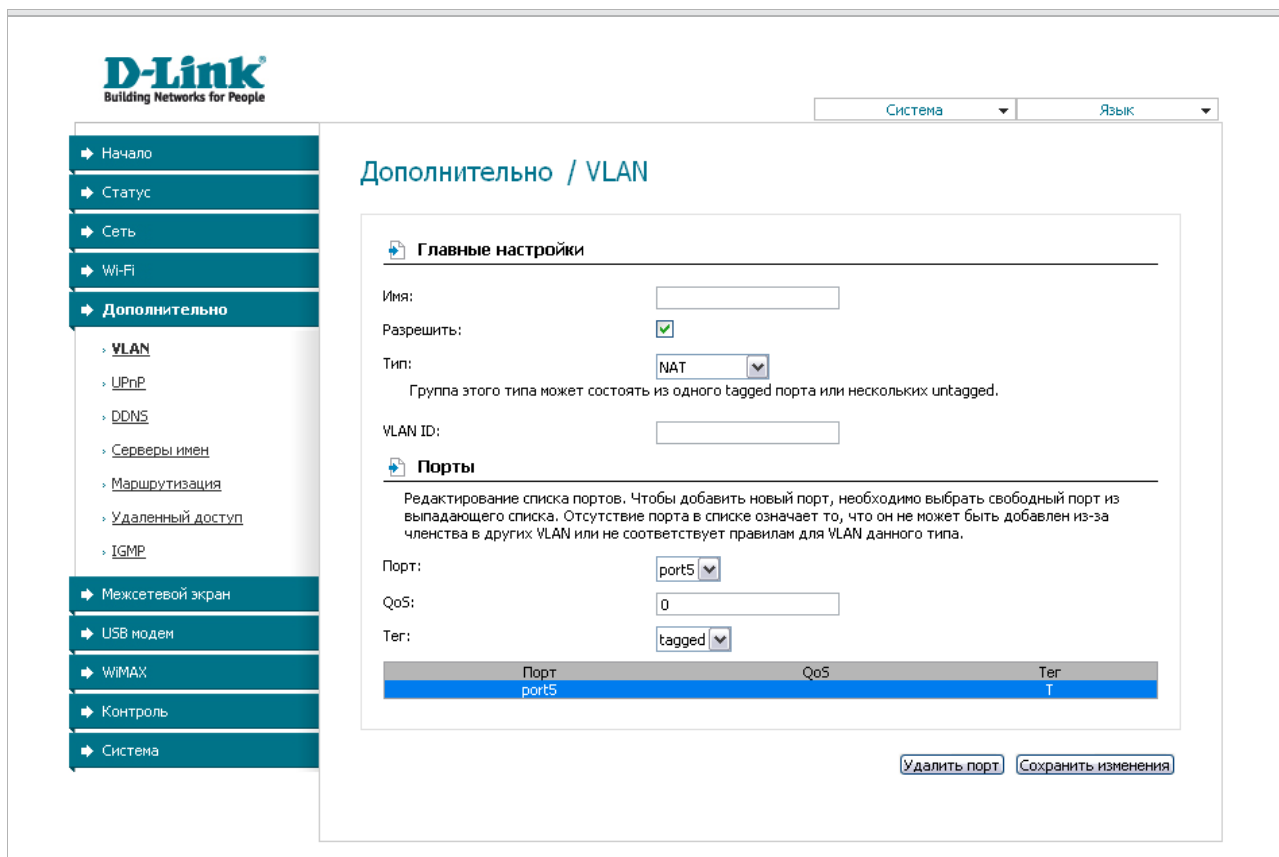 D-Link
Building Networks for People
Система
Язык
Начало
Статус
Сеть
Wi-Fi
Дополнительно
VLAN
UPnP
DDNS
Серверы имен
Маршрутизация
Удаленный доступ
IGMP
Межсетевой экран
USB модем
WiMAX
Контроль
Система
Дополнительно / VLAN
Главные настройки
Имя:
Разрешить:
Тип:
NAT
Группа этого типа может состоять из одного tagged порта или нескольких untagged.
VLAN ID:
Порты
Редактирование списка портов. Чтобы добавить новый порт, необходимо выбрать свободный порт из
выпадающего списка. Отсутствие порта в списке означает то, что он не может быть добавлен из-за
членства в других VLAN или не соответствует правилам для VLAN данного типа.
Порт:
port5
QoS:
0
Тег:
tagged
Порт QoS Тег
port5 T
Удалить порт
Сохранить изменения